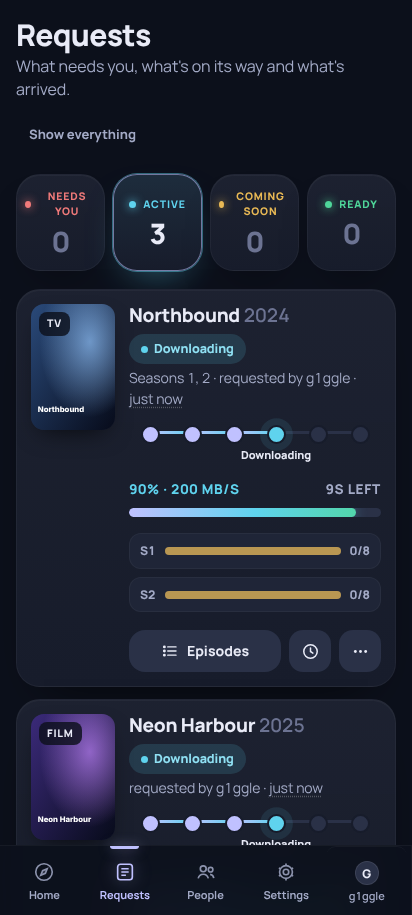 Requests
What needs you, what's on its way and what's
arrived.
Show everything
NEEDS
YOU
0
ACTIVE
3
COMING
SOON
0
READY
0
TV
Northbound
Northbound 2024
Downloading
Seasons 1, 2 · requested by g1ggle ·
just now
Downloading
90% · 200 MB/S
9S LEFT
S1
0/8
S2
0/8
Episodes
FILM
Neon Harbour
Neon Harbour 2025
Downloading
requested by g1ggle · just now
Downloading
Home
Requests
People
Settings
G
g1ggle